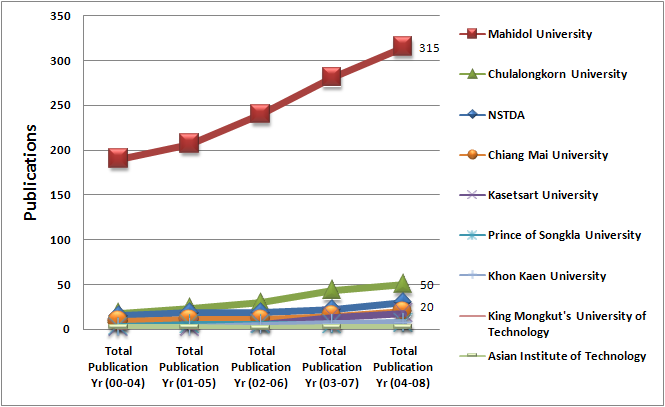 350
300
250
200
150
100
50
0
Publications
315
50
20
Total
Publication
Yr (00-04)
Total
Publication
Yr (01-05)
Total
Publication
Yr (02-06)
Total
Publication
Yr (03-07)
Total
Publication
Yr (04-08)
Mahidol University
Chulalongkorn University
NSTDA
Chiang Mai University
Kasetsart University
Prince of Songkla University
Khon Kaen University
King Mongkut's University of
Technology
Asian Institute of Technology